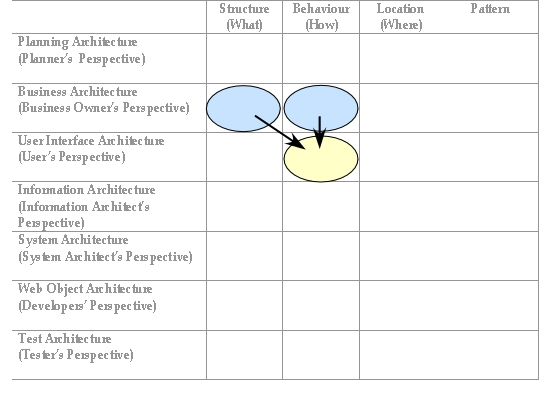 Structure
(What)
Behaviour
(How)
Location
(Where)
Pattern
Planning Architecture
(Planner's Perspective)
Business Architecture
(Business Owner's Perspective)
User Interface Architecture
(User's Perspective)
Information Architecture
(Information Architect's
Perspective)
System Architecture
(System Architect's Perspective)
Web Object Architecture
(Developers' Perspective)
Test Architecture
(Tester's Perspective)